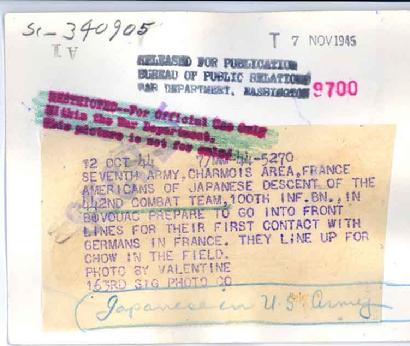 SC-340905
A I
T 7 NOV 1945
RELEASED FOR PUBLICATION
BUREAU OF PUBLIC RELATIONS
WAR DEPARTMENT, WASHINGTON
9700
RESTRICTED--For Official Use Only
Within the War Department.
This picture is not for
12 OCT 44 44-5270
SEVENTH ARMY, CHARMOIS AREA, FRANCE
AMERICANS OF JAPANESE DESCENT OF THE
442ND COMBAT TEAM, 100TH INF. BN., IN
BOVOUAC PREPARE TO GO INTO FRONT
LINES FOR THEIR FIRST CONTACT WITH
GERMANS IN FRANCE. THEY LINE UP FOR
CHOW IN THE FIELD.
PHOTO BY VALENTINE
163RD SIG PHOTO CO
Japanese in U.S. Army